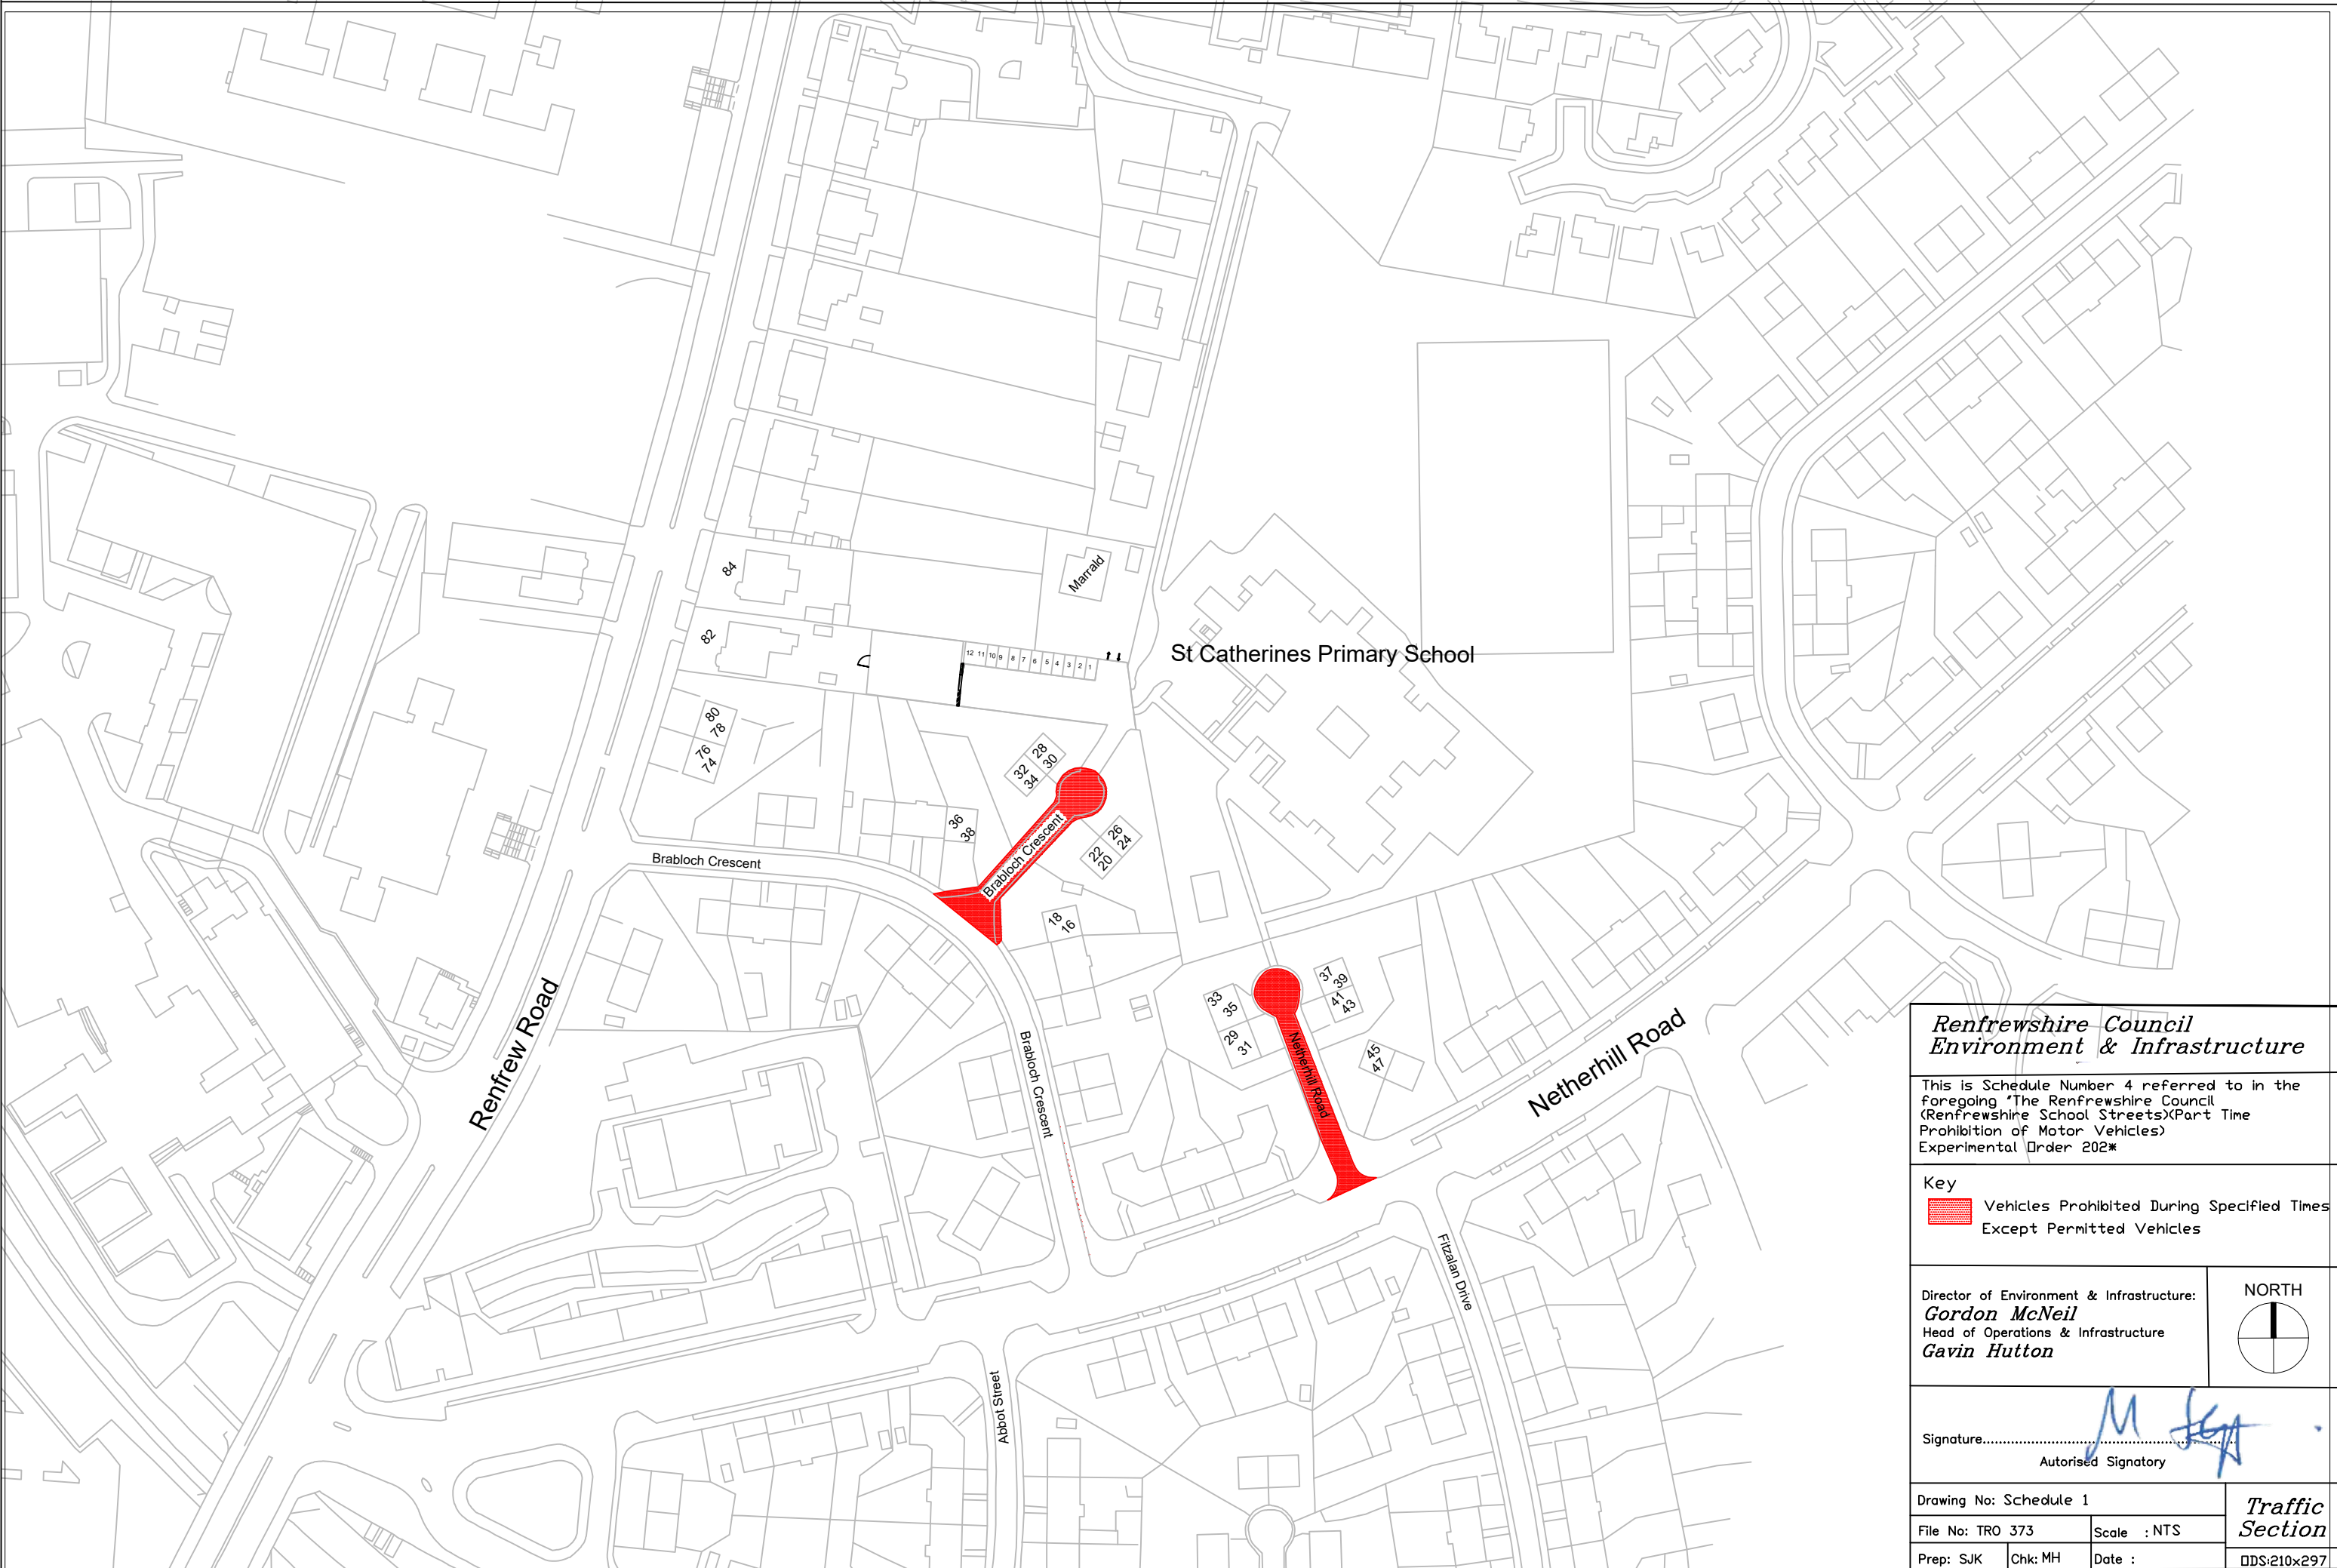 84
Marrald
82
12 11 10 9 8 7 6 5 4 3 2 1
St Catherines Primary School
80
78
76
74
28
30
32
34
36
38
26
24
22
20
Brabloch Crescent
Brabloch Crescent
18
16
Renfrew Road
Brabloch Crescent
33
35
29
31
37
39
41
43
45
47
Netherhill Road
Netherhill Road
Fitzalan Drive
Abbot Street
Renfrewshire Council
Environment & Infrastructure
This is Schedule Number 4 referred to in the
foregoing "The Renfrewshire Council
(Renfrewshire School Streets)(Part Time
Prohibition of Motor Vehicles)
Experimental Order 202*
Key
Vehicles Prohibited During Specified Times
Except Permitted Vehicles
Director of Environment & Infrastructure:
Gordon McNeil
Head of Operations & Infrastructure
Gavin Hutton
NORTH
Signature
Autorised Signatory
Drawing No: Schedule 1
File No: TRO 373
Scale : NTS
Prep: SJK
Chk: MH
Date :
Traffic
Section
ODS:210x297